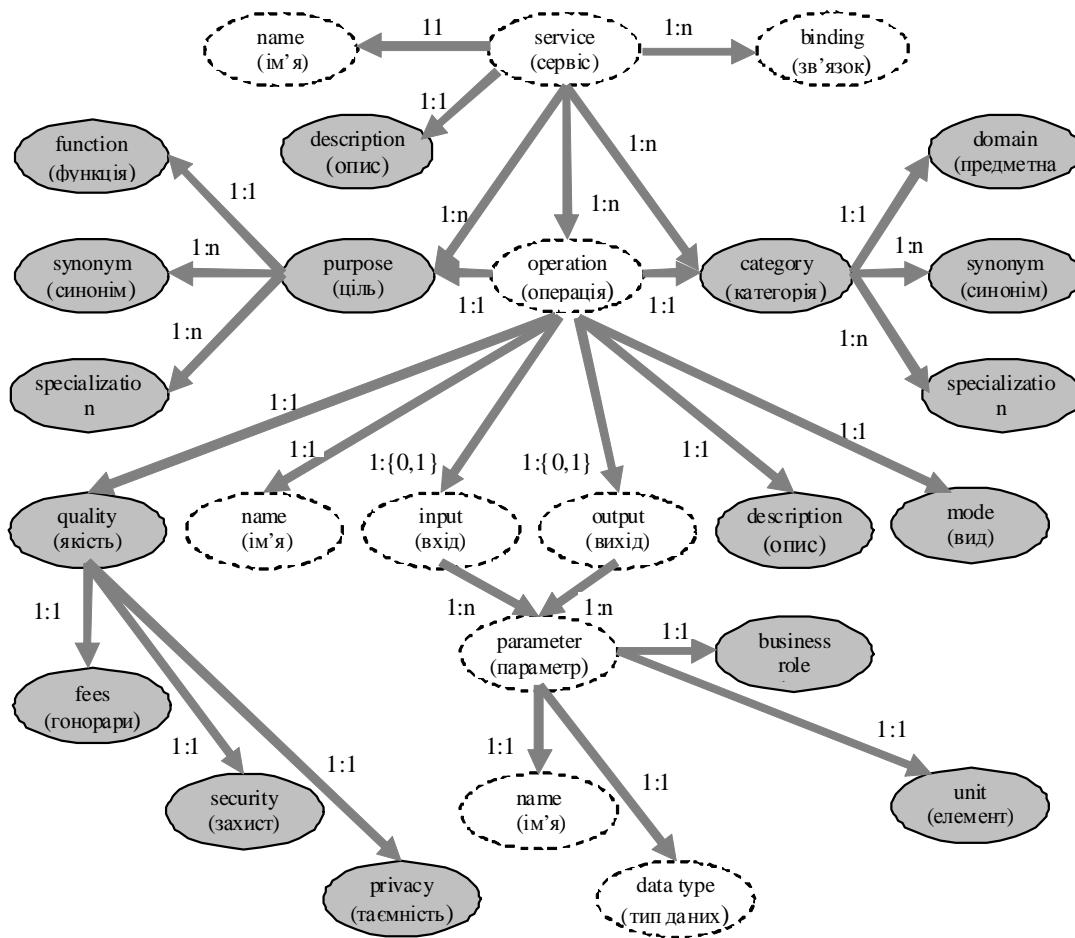 name
(ім’я)
11
service
(сервіс)
1:n
binding
(зв’язок)
1:1
description
(опис)
function
(функція)
1:1
1:n
domain
(предметна
1:1
1:n
1:n
synonym
(синонім)
1:n
purpose
(ціль)
1:1
operation
(операція)
1:1
category
(категорія)
1:n
synonym
(синонім)
1:n
specializatio
n
1:n
specialization
n
1:1
1:1
1:{0,1}
1:{0,1}
1:1
1:1
quality
(якість)
name
(ім’я)
input
(вхід)
output
(вихід)
description
(опис)
mode
(вид)
1:1
1:n
1:n
parameter
(параметр)
1:1
business
role
fees
(гонорари)
1:1
1:1
1:1
1:1
1:1
security
(захист)
name
(ім’я)
unit
(елемент)
privacy
(таємність)
data type
(тип даних)